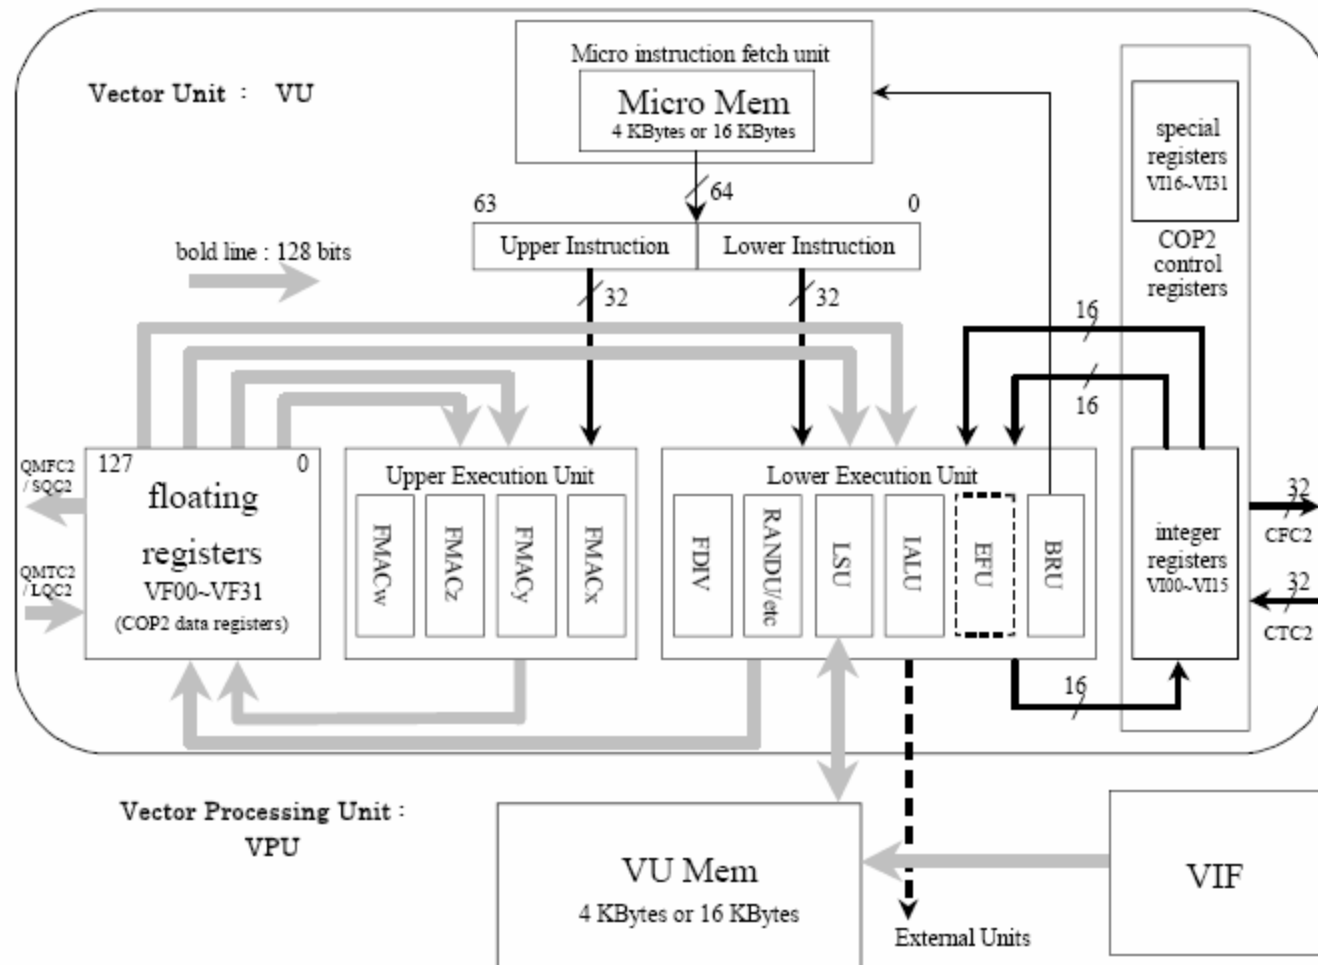 Micro instruction fetch unit
Vector Unit : VU
Micro Mem
4 KBytes or 16 KBytes
special
registers
VI16~VI31
COP2
control
registers
64
63
0
Upper Instruction
Lower Instruction
bold line : 128 bits
32
32
16
16
127
0
floating
registers
VF00~VF31
(COP2 data registers)
QMFC2
/ SQC2
QMTC2
/ LQC2
Upper Execution Unit
FMACw
FMACz
FMACy
FMACx
Lower Execution Unit
FDIV
RANDU/etc
LSU
IALU
EFU
BRU
integer
registers
VI00~VI15
32
CFC2
32
CTC2
16
Vector Processing Unit :
VPU
VU Mem
4 KBytes or 16 KBytes
External Units
VIF